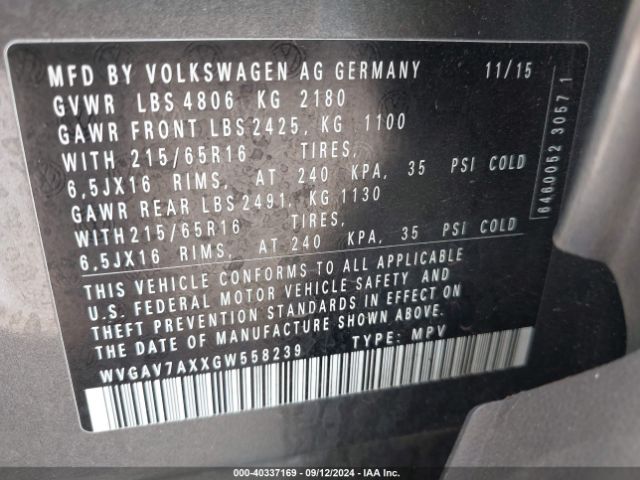 MFD BY VOLKSWAGEN AG GERMANY 11/15
GVWR LBS 4806 KG 2180
GAWR FRONT LBS 2425, KG 1100
WITH 215/65R16 TIRES,
6,5JX16 RIMS, AT 240 KPA, 35 PSI COLD
GAWR REAR LBS 2491, KG 1130
WITH 215/65R16 TIRES,
6,5JX16 RIMS, AT 240 KPA, 35 PSI COLD
THIS VEHICLE CONFORMS TO ALL APPLICABLE
U.S. FEDERAL MOTOR VEHICLE SAFETY AND
THEFT PREVENTION STANDARDS IN EFFECT ON
THE DATE OF MANUFACTURE SHOWN ABOVE.
WVGAV7AXXGW558239 TYPE: MPV
6460052 30571
000-40337169 - 09/12/2024 - IAA Inc.